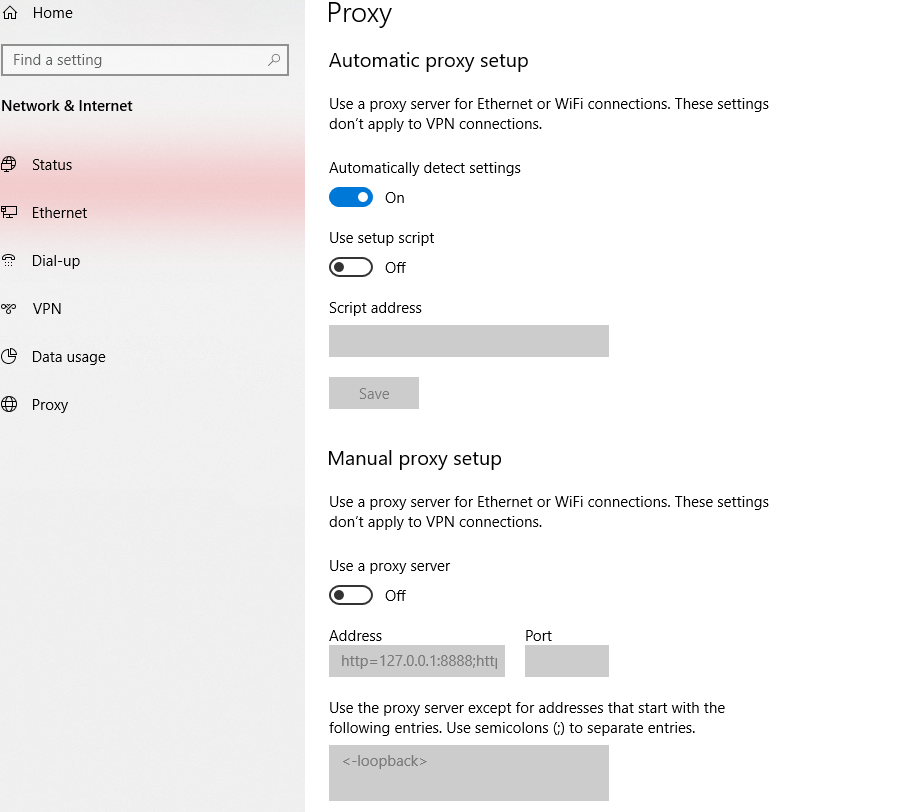 Home
Find a setting
Network & Internet
Status
Ethernet
Dial-up
VPN
Data usage
Proxy
Proxy
Automatic proxy setup
Use a proxy server for Ethernet or WiFi connections. These settings
don't apply to VPN connections.
Automatically detect settings
On
Use setup script
Off
Script address
Save
Manual proxy setup
Use a proxy server for Ethernet or WiFi connections. These settings
don't apply to VPN connections.
Use a proxy server
Off
Address Port
http=127.0.0.1:8888;http
Use the proxy server except for addresses that start with the
following entries. Use semicolons (;) to separate entries.
<-loopback>